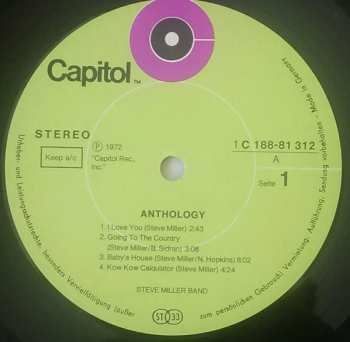 Capitol
TM
STEREO
Ⓟ 1972
"Capitol Rec.,
Inc."
Keep a/c
1 C 188-81 312
A
Seite 1
ANTHOLOGY
1. I Love You (Steve Miller) 2:43
2. Going To The Country
(Steve Miller/B. Sidran) 3:08
3. Baby's House (Steve Miller/N. Hopkins) 8:02
4. Kow Kow Calqulator (Steve Miller) 4:24
STEVE MILLER BAND
ST 33
Urheber- und Leistungsschutzrechte, besonders Vervielfältigung (außer zum persönlichen Gebrauch) Vermietung, Aufführung, Sendung vorbehalten - Made in Germany